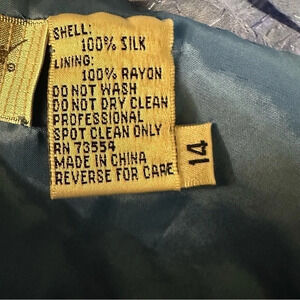 SHELL:
100% SILK
LINING:
100% RAYON
DO NOT WASH
DO NOT DRY CLEAN
PROFESSIONAL
SPOT CLEAN ONLY
RN 73554
MADE IN CHINA
REVERSE FOR CARE
14